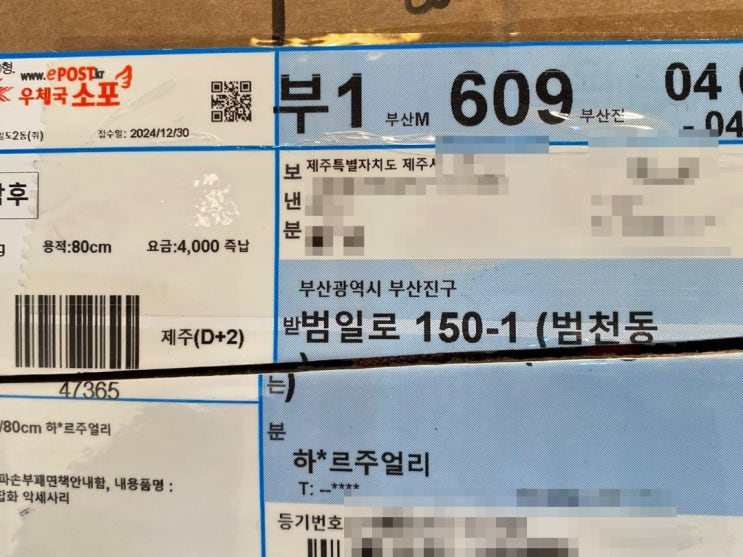 www.ePOST.kr
우체국 소포
접수일: 2024/12/30
용적:80cm 요금:4,000 즉납
제주(D+2)
47365
/80cm 하*르쥬얼리
파손부패면책안내함, 내용품명 :
잡화 악세사리
부1 부산M 609 부산진 04
- 04
보낸분
제주특별자치도 제주시
받는분
부산광역시 부산진구
범일로 150-1 (범천동
)
하*르주얼리
T: --****
등기번호